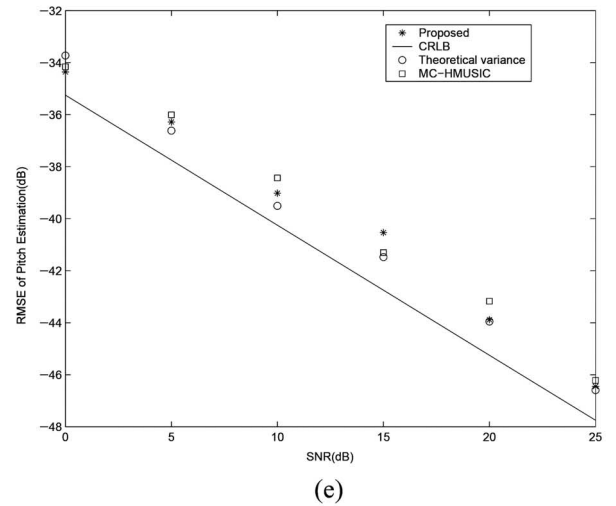 −32
−34
−36
−38
−40
−42
−44
−46
−48
RMSE of Pitch Estimation(dB)
Proposed
CRLB
Theoretical variance
MC−HMUSIC
0 5 10 15 20 25
SNR(dB)
(e)